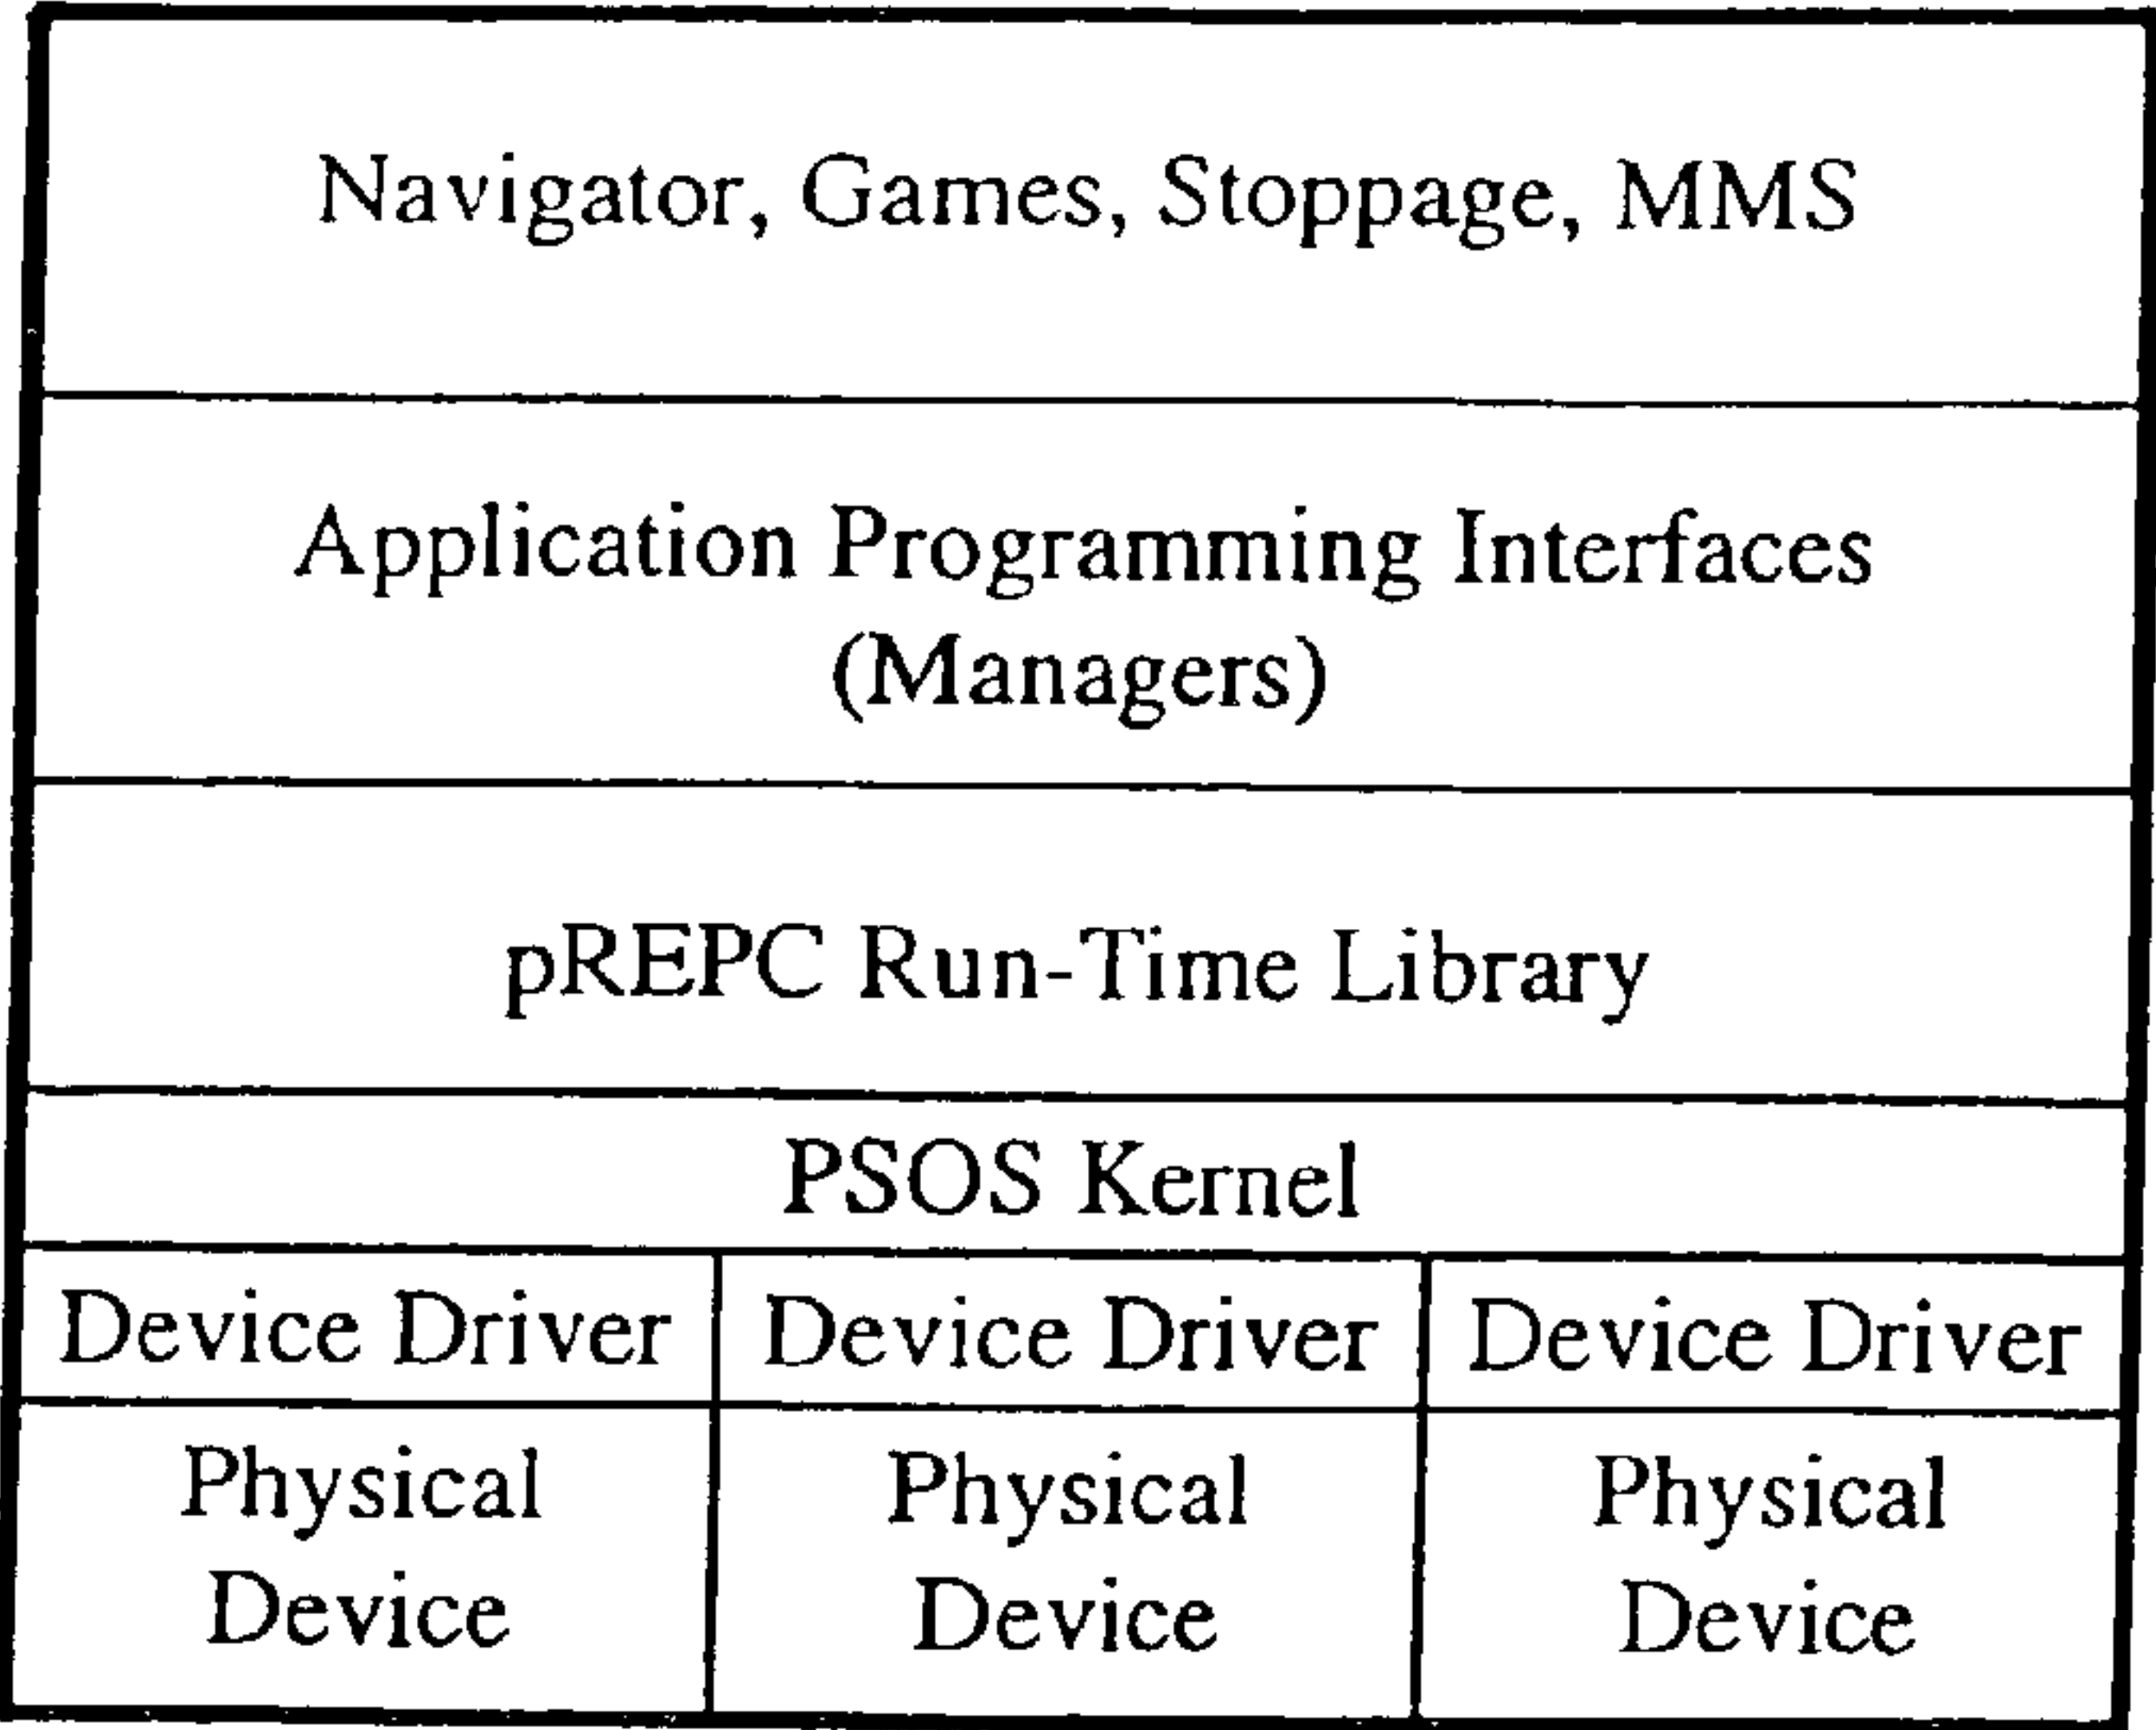 Navigator, Games, Stoppage, MMS
Application Programming Interfaces
(Managers)
pREPC Run-Time Library
PSOS Kernel
Device Driver Device Driver Device Driver
Physical Physical Physical
Device Device Device